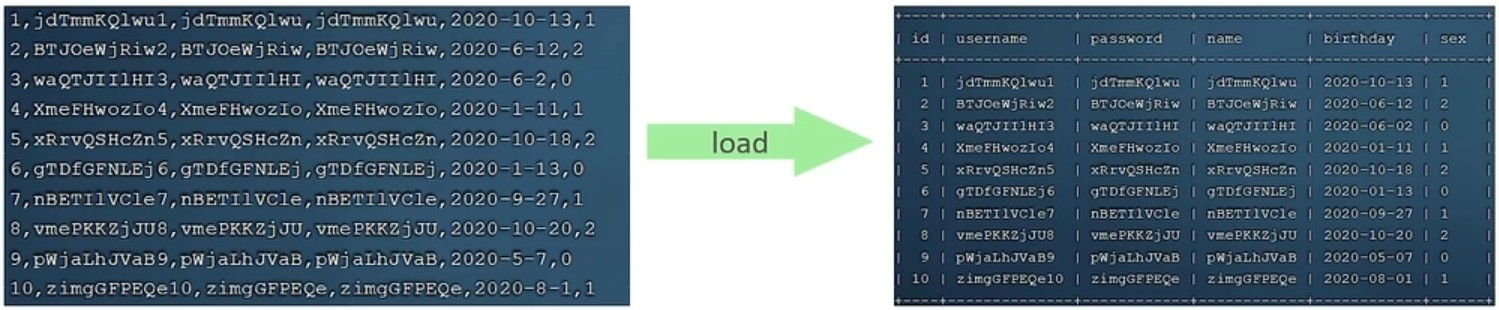 1,jdTmmKQlwu1,jdTmmKQlwu,jdTmmKQlwu,2020-10-13,1
2,BTJOeWjRiw2,BTJOeWjRiw,BTJOeWjRiw,2020-6-12,2
3,waQTJIIlHI3,waQTJIIlHI,waQTJIIlHI,2020-6-2,0
4,XmeFHwozIo4,XmeFHwozIo,XmeFHwozIo,2020-1-11,1
5,xRrvQSHcZn5,xRrvQSHcZn,xRrvQSHcZn,2020-10-18,2
6,gTDfGFNLEj6,gTDfGFNLEj,gTDfGFNLEj,2020-1-13,0
7,nBETIlVCle7,nBETIlVCle,nBETIlVCle,2020-9-27,1
8,vmePKKZjJU8,vmePKKZjJU,vmePKKZjJU,2020-10-20,2
9,pWjaLhJVaB9,pWjaLhJVaB,pWjaLhJVaB,2020-5-7,0
10,zimgGFPEQe10,zimgGFPEQe,zimgGFPEQe,2020-8-1,1
load
| id | username | password | name | birthday | sex |
| 1 | jdTmmKQlwu1 | jdTmmKQlwu | jdTmmKQlwu | 2020-10-13 | 1 |
| 2 | BTJOeWjRiw2 | BTJOeWjRiw | BTJOeWjRiw | 2020-06-12 | 2 |
| 3 | waQTJIIlHI3 | waQTJIIlHI | waQTJIIlHI | 2020-06-02 | 0 |
| 4 | XmeFHwozIo4 | XmeFHwozIo | XmeFHwozIo | 2020-01-11 | 1 |
| 5 | xRrvQSHcZn5 | xRrvQSHcZn | xRrvQSHcZn | 2020-10-18 | 2 |
| 6 | gTDfGFNLEj6 | gTDfGFNLEj | gTDfGFNLEj | 2020-01-13 | 0 |
| 7 | nBETIlVCle7 | nBETIlVCle | nBETIlVCle | 2020-09-27 | 1 |
| 8 | vmePKKZjJU8 | vmePKKZjJU | vmePKKZjJU | 2020-10-20 | 2 |
| 9 | pWjaLhJVaB9 | pWjaLhJVaB | pWjaLhJVaB | 2020-05-07 | 0 |
| 10 | zimgGFPEQe10 | zimgGFPEQe | zimgGFPEQe | 2020-08-01 | 1 |